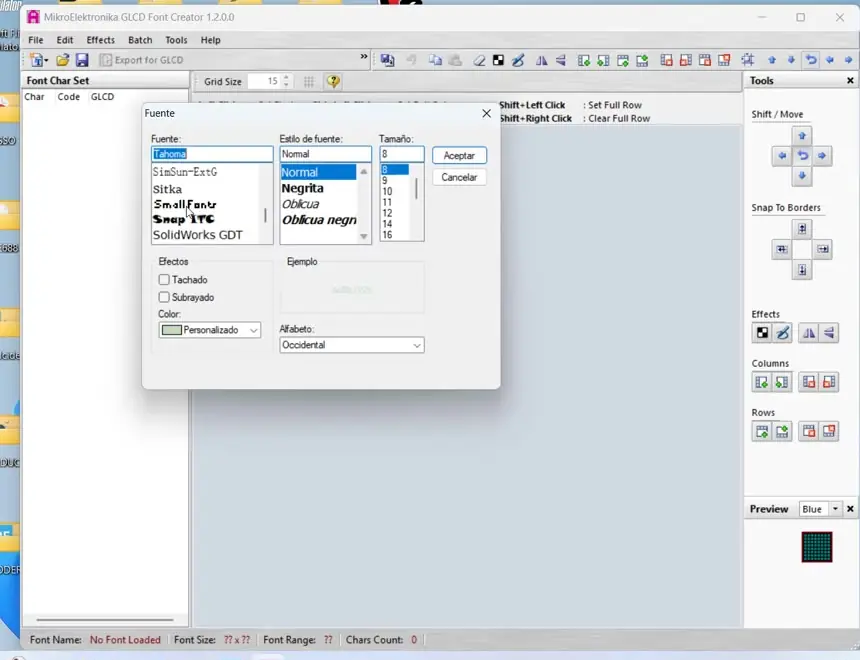 MikroElektronika GLCD Font Creator 1.2.0.0
File Edit Effects Batch Tools Help
Export for GLCD »
Font Char Set
Grid Size 15
Char Code GLCD
Shift+Left Click : Set Full Row
Shift+Right Click : Clear Full Row
Tools
Shift / Move
Snap To Borders
Effects
Columns
Rows
Preview Blue
Fuente
Fuente: Estilo de fuente: Tamaño:
Tahoma Normal 8
SimSun-ExtG
Sitka
Small Fonts
Snap ITC
SolidWorks GDT
Normal
Negrita
Oblicua
Oblicua negr
8
9
10
11
12
14
16
Aceptar
Cancelar
Efectos
Tachado
Subrayado
Color:
Personalizado
Ejemplo
Alfabeto:
Occidental
Font Name: No Font Loaded Font Size: ?? x ?? Font Range: ?? Chars Count: 0